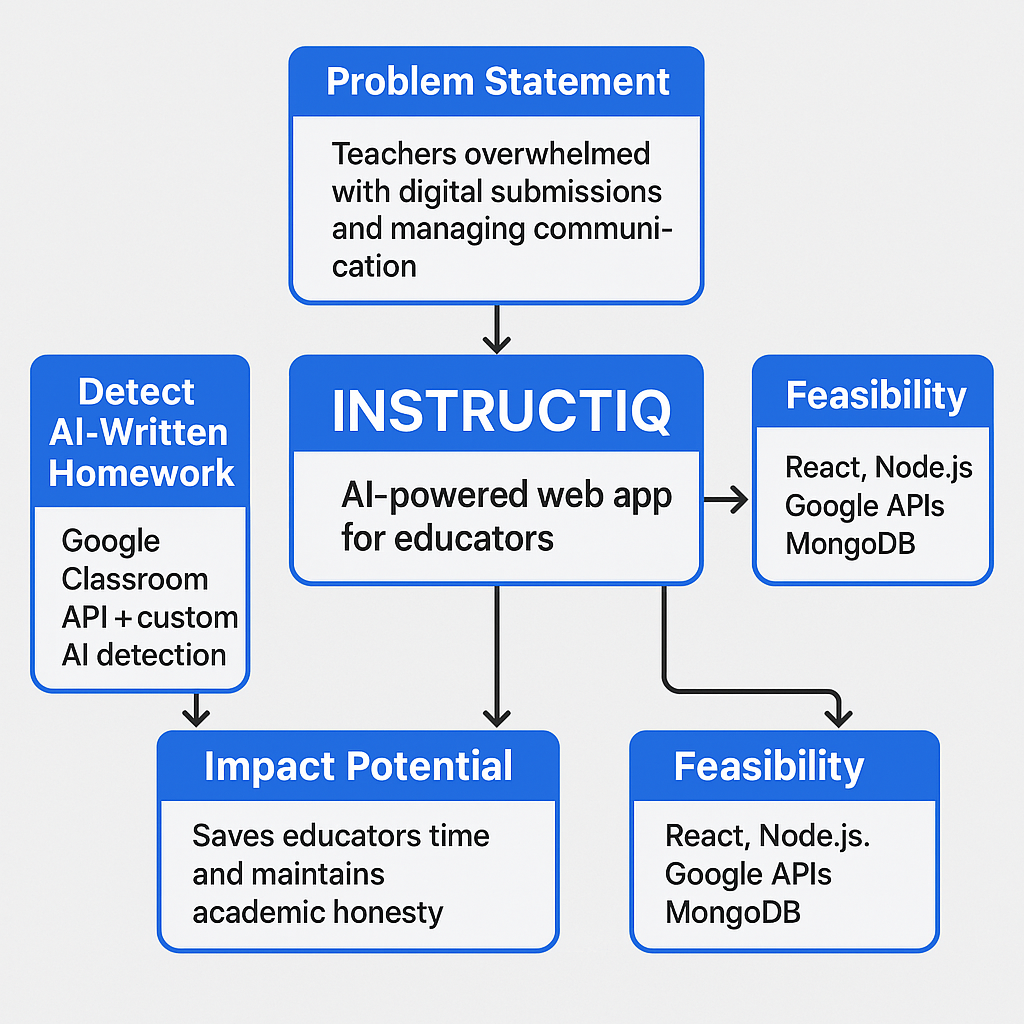 Problem Statement
Teachers overwhelmed
with digital submissions
and managing communi-
cation
Detect
AI-Written
Homework
Google
Classroom
API + custom
AI detection
INSTRUCTIQ
AI-powered web app
for educators
Feasibility
React, Node.js
Google APIs
MongoDB
Impact Potential
Saves educators time
and maintains
academic honesty
Feasibility
React, Node.js.
Google APIs
MongoDB